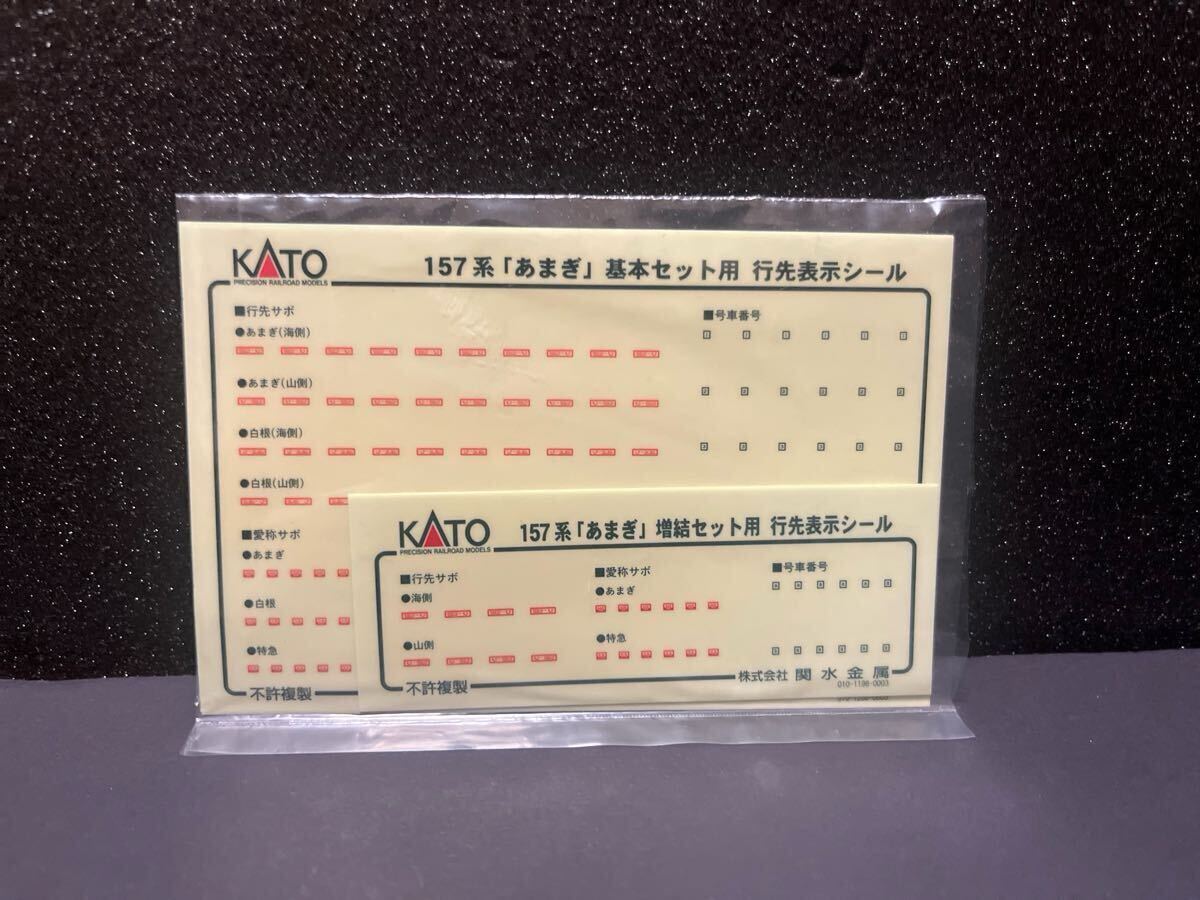 KATO
PRECISION RAILROAD MODELS
157系「あまぎ」基本セット用 行先表示シール
■行先サボ
●あまぎ(海側)
●あまぎ(山側)
●白根(海側)
●白根(山側)
■号車番号
■愛称サボ
●あまぎ
●白根
●特急
不許複製
KATO
PRECISION RAILROAD MODELS
157系「あまぎ」増結セット用 行先表示シール
■行先サボ
●海側
●山側
■愛称サボ
●あまぎ
●特急
■号車番号
不許複製
株式会社 関水金属
010-1198-0003